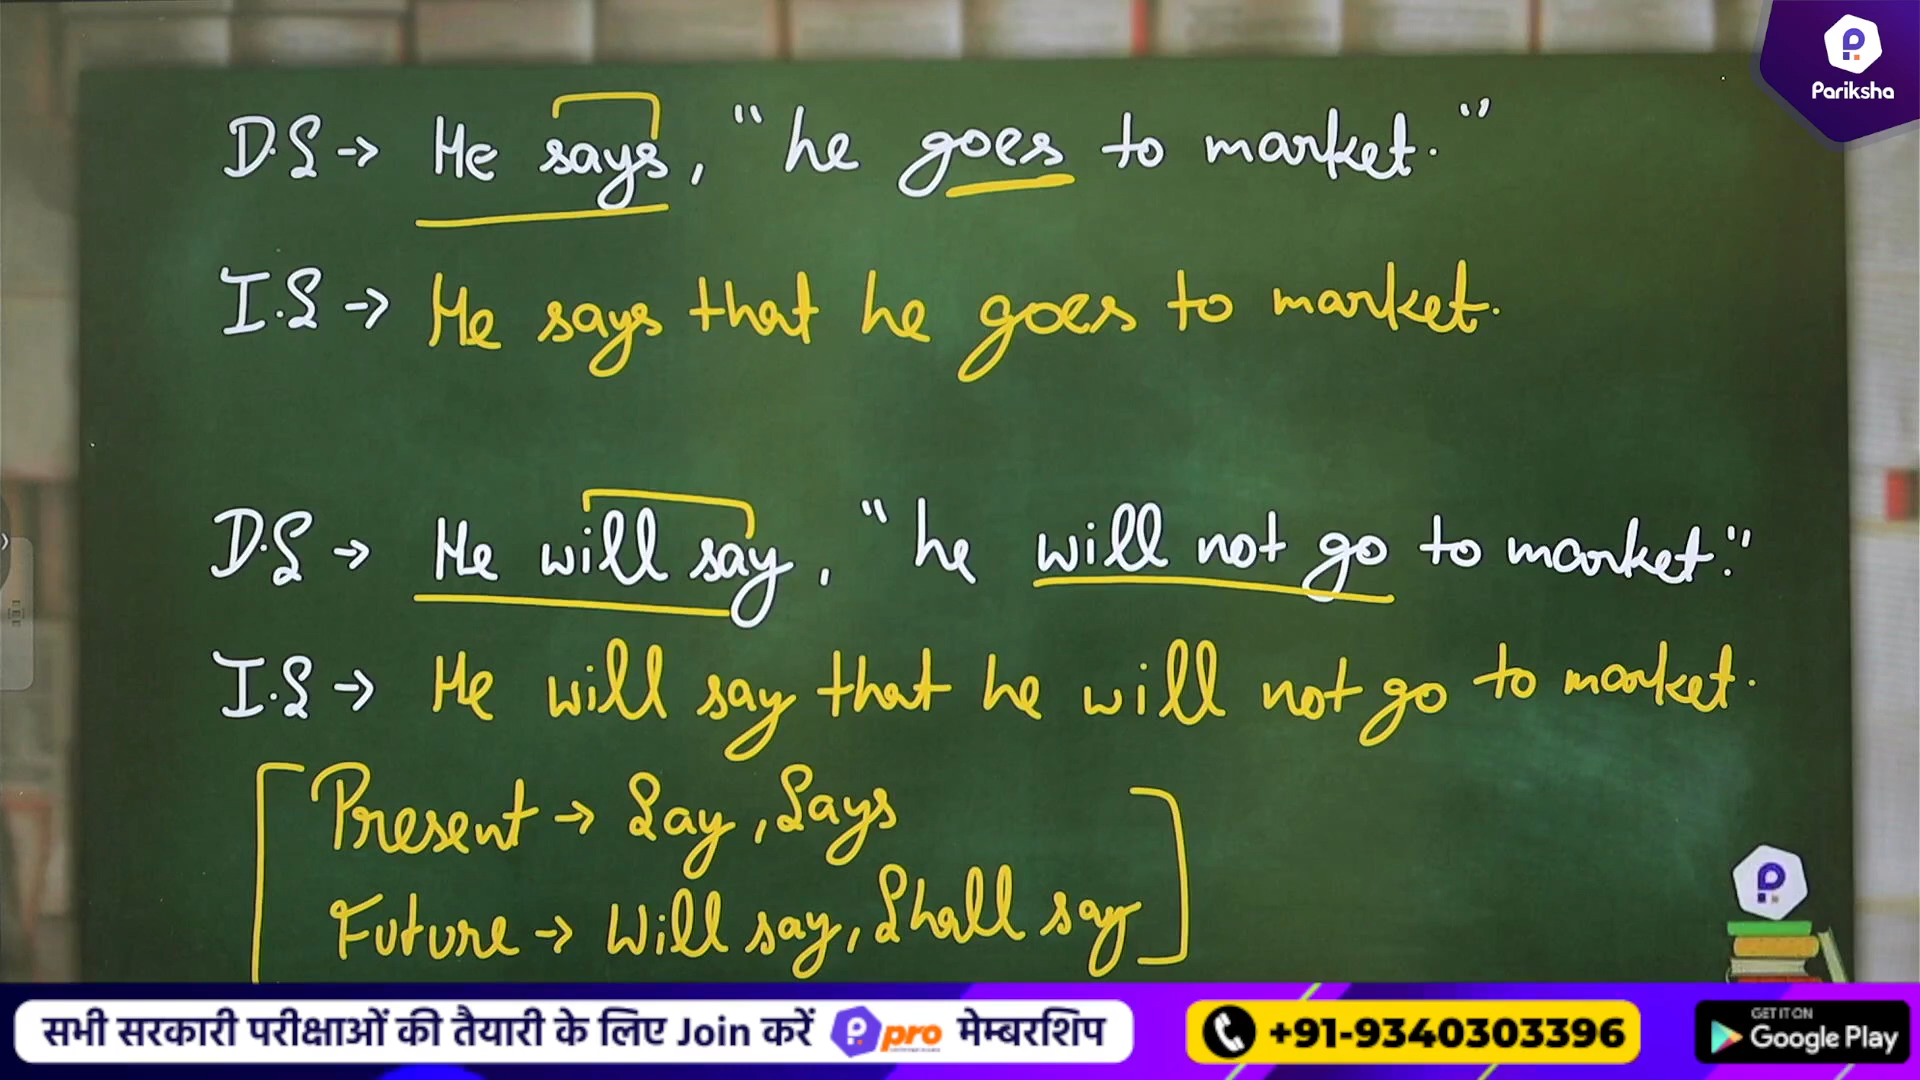 Pariksha
D.S → He says, "he goes to market."
I.S → He says that he goes to market.
D.S → He will say, "he will not go to market."
I.S → He will say that he will not go to market.
Present → Say, Says
Future → Will say, Shall say
सभी सरकारी परीक्षाओं की तैयारी के लिए Join करें P pro मेम्बरशिप
+91-9340303396
GET IT ON
Google Play